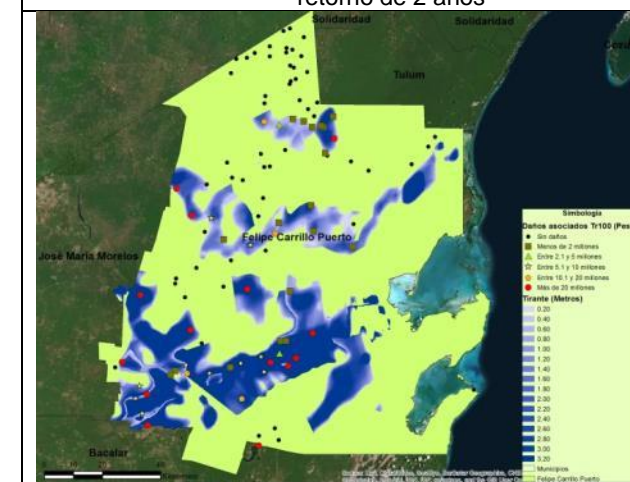 retorno de 2 años
Solidaridad
Solidaridad
Tulum
José María Morelos
Felipe Carrillo Puerto
Bacalar
Simbología
Daños asociados Tr100 (Pes
Sin daños
Menos de 2 millones
Entre 2.1 y 5 millones
Entre 5.1 y 10 millones
Entre 10.1 y 20 millones
Más de 20 millones
Tirante (Metros)
0.20
0.40
0.60
0.80
1.00
1.20
1.40
1.60
1.80
2.00
2.20
2.40
2.60
2.80
3.00
3.20
Municipios
Felipe Carrillo Puerto